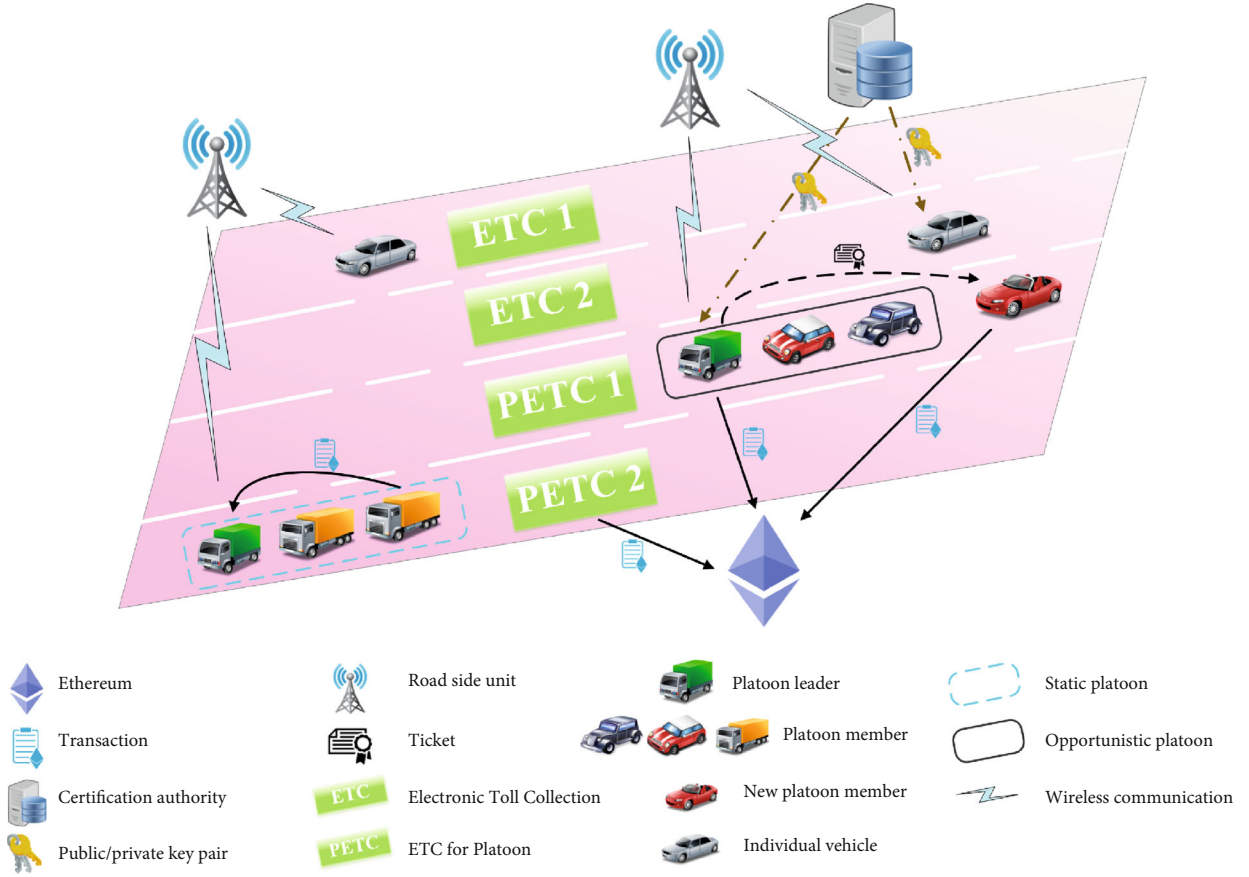 ETC 1
ETC 2
PETC 1
PETC 2
Ethereum
Road side unit
Platoon leader
Static platoon
Transaction
Ticket
Platoon member
Opportunistic platoon
Certification authority
ETC
Electronic Toll Collection
New platoon member
Wireless communication
Public/private key pair
PETC
ETC for Platoon
Individual vehicle